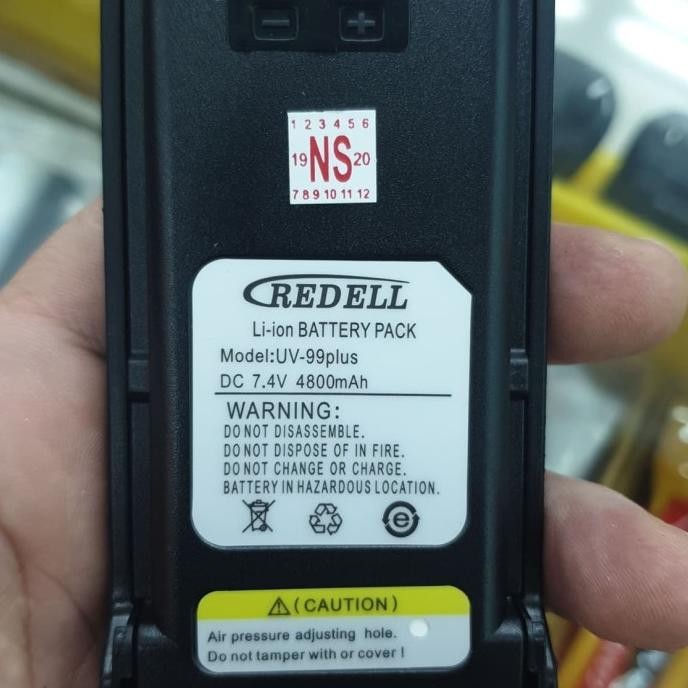 − +
1 2 3 4 5 6
19 NS 20
7 8 9 10 11 12
REDELL
Li-ion BATTERY PACK
Model:UV-99plus
DC 7.4V 4800mAh
WARNING:
DO NOT DISASSEMBLE.
DO NOT DISPOSE OF IN FIRE.
DO NOT CHANGE OR CHARGE.
BATTERY IN HAZARDOUS LOCATION.
e
(CAUTION)
Air pressure adjusting hole.
Do not tamper with or cover !